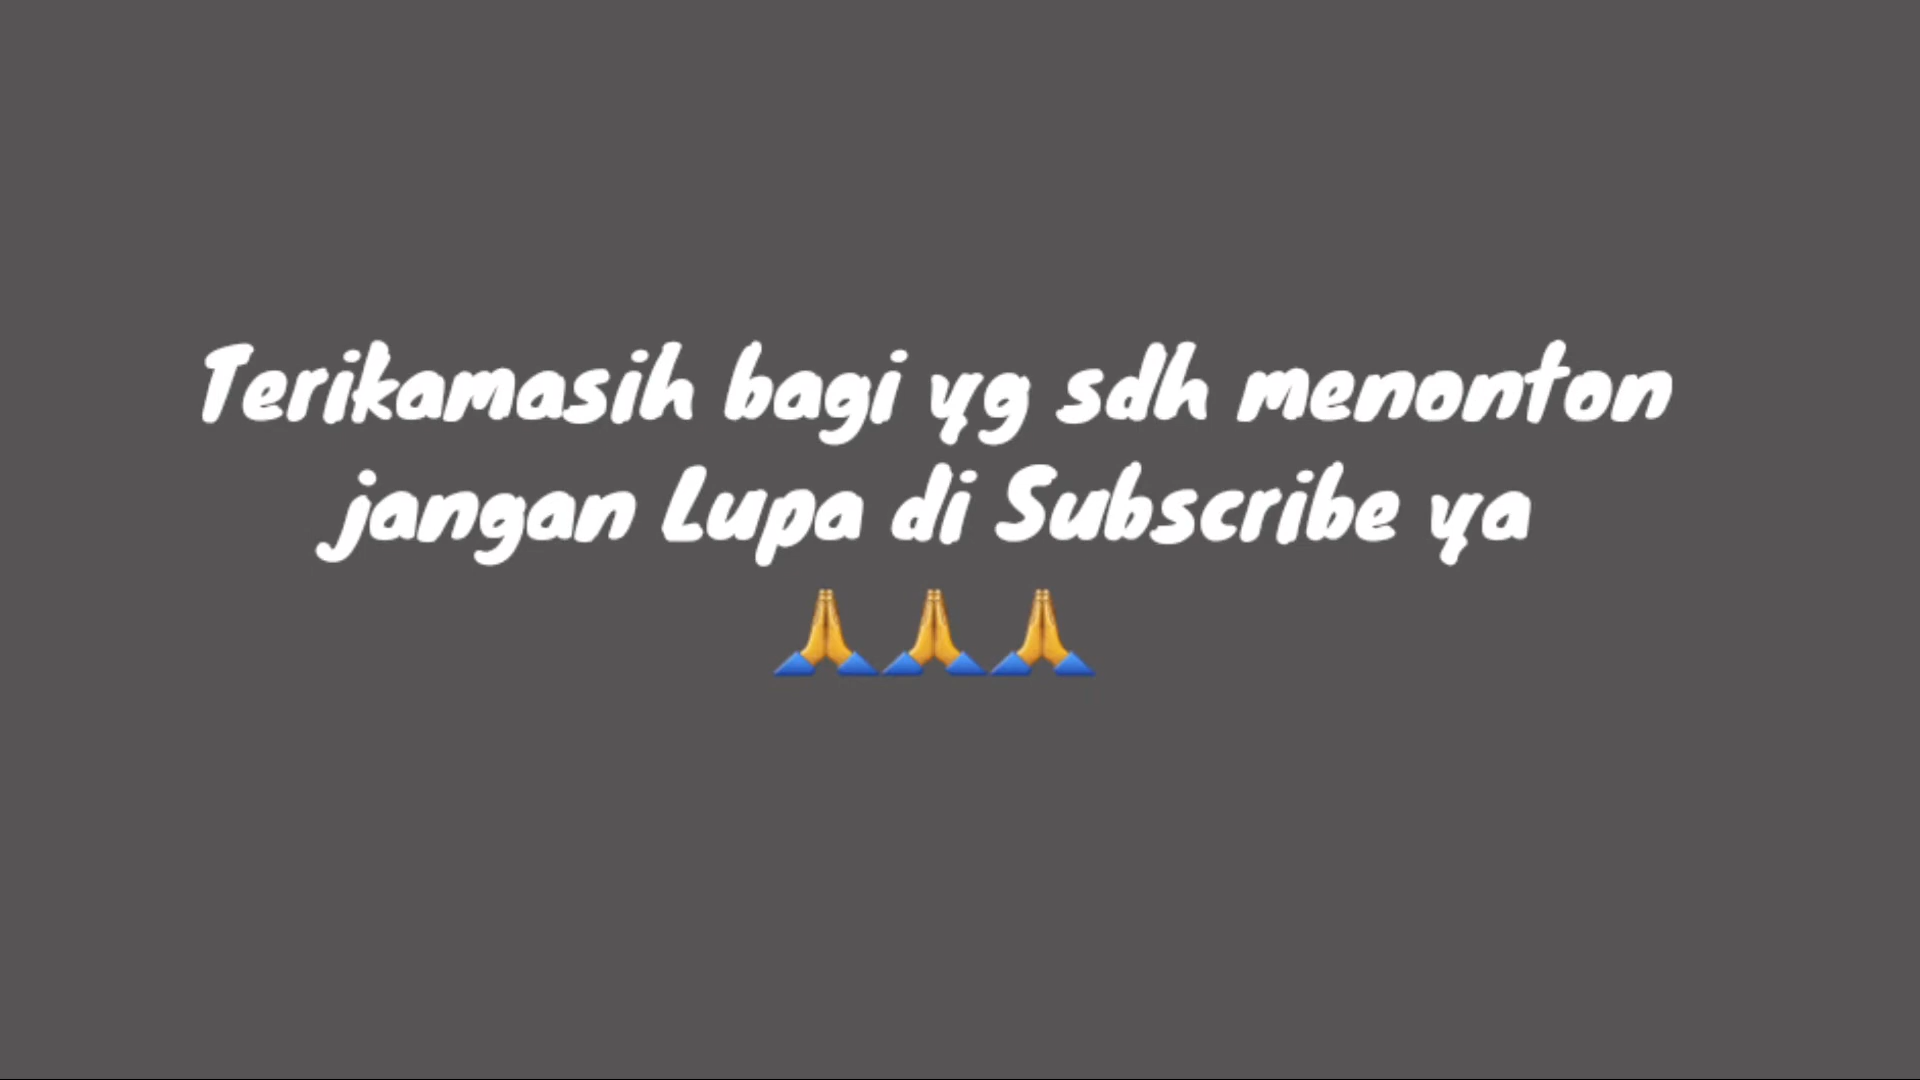 Terikamasih bagi yg sdh menonton
jangan Lupa di Subscribe ya
🙏🙏🙏